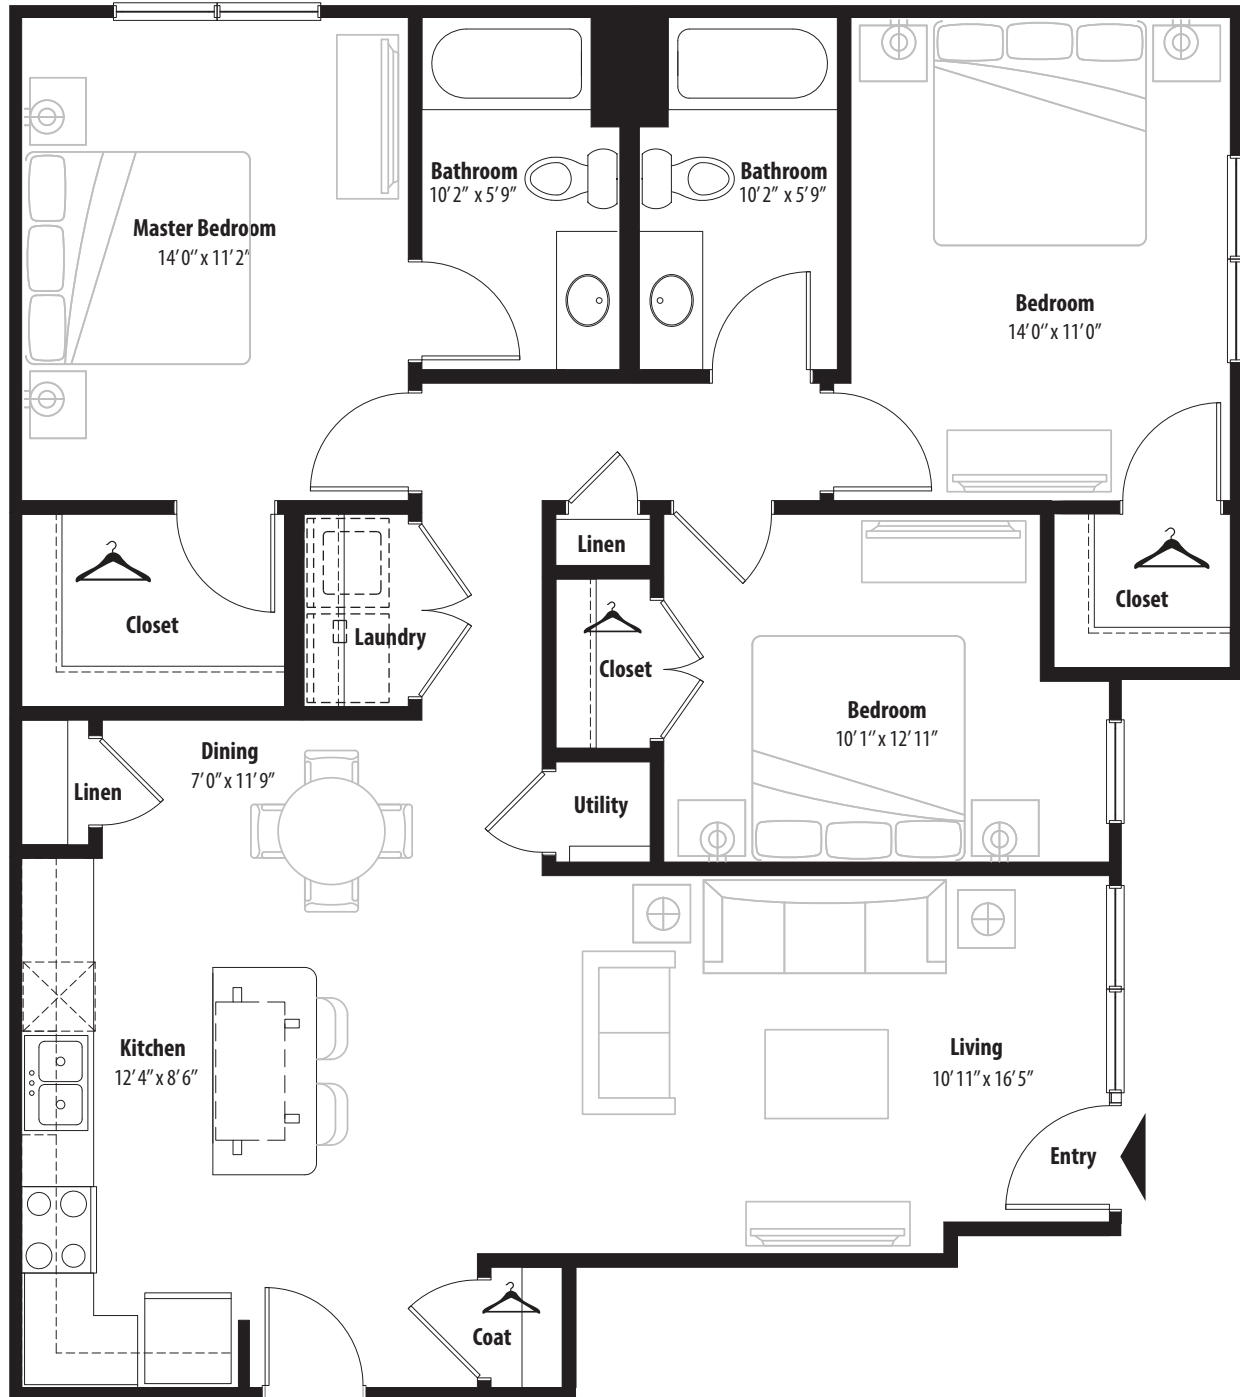 Bathroom
10'2" x 5'9"
Bathroom
10'2" x 5'9"
Master Bedroom
14'0" x 11'2"
Bedroom
14'0" x 11'0"
Linen
Closet
Closet
Laundry
Closet
Bedroom
10'1" x 12'11"
Dining
7'0" x 11'9"
Linen
Utility
Kitchen
12'4" x 8'6"
Living
10'11" x 16'5"
Entry
Coat